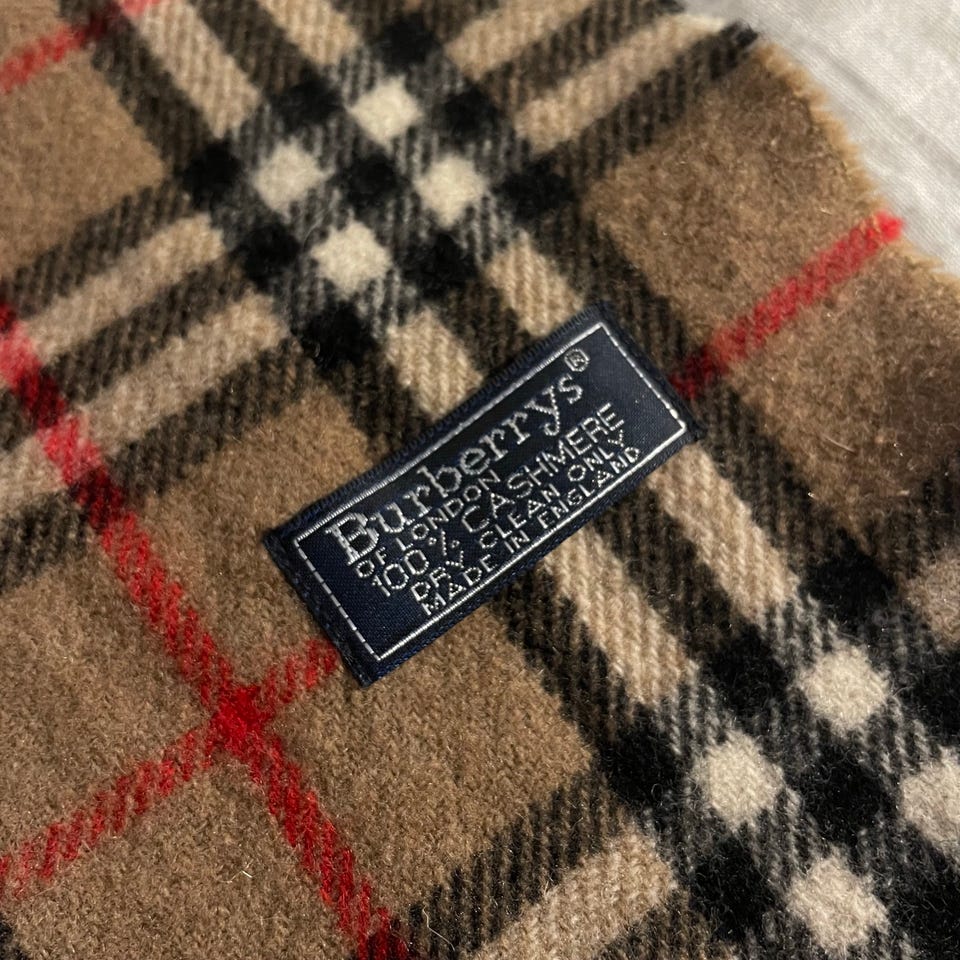 Burberrys®
OF LONDON
100% CASHMERE
DRY CLEAN ONLY
MADE IN ENGLAND